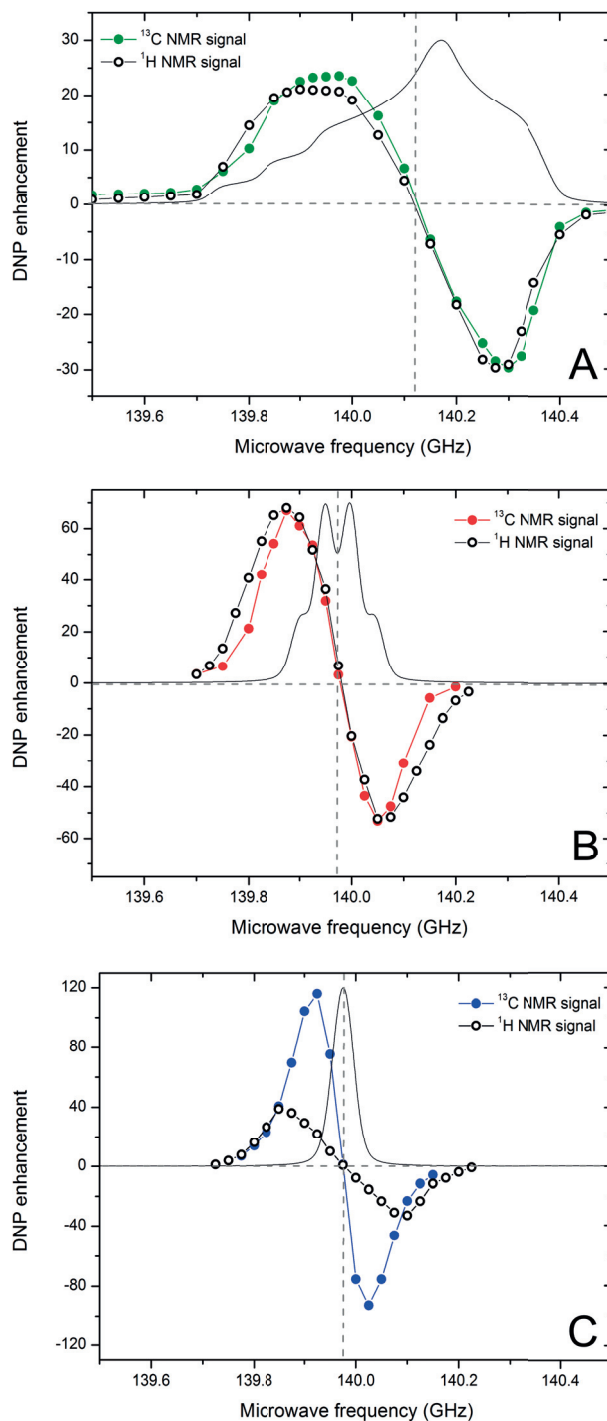 30
20
10
0
-10
-20
-30
DNP enhancement
13C NMR signal
1H NMR signal
A
139.6
139.8
140.0
140.2
140.4
Microwave frequency (GHz)
60
40
20
0
-20
-40
-60
DNP enhancement
13C NMR signal
1H NMR signal
B
139.6
139.8
140.0
140.2
140.4
Microwave frequency (GHz)
120
80
40
0
-40
-80
-120
DNP enhancement
13C NMR signal
1H NMR signal
C
139.6
139.8
140.0
140.2
140.4
Microwave frequency (GHz)